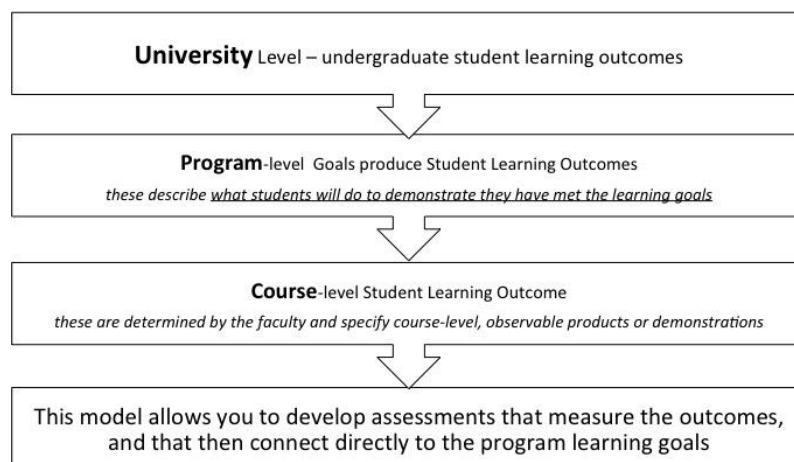 University Level – undergraduate student learning outcomes
Program-level Goals produce Student Learning Outcomes
these describe what students will do to demonstrate they have met the learning goals
Course-level Student Learning Outcome
these are determined by the faculty and specify course-level, observable products or demonstrations
This model allows you to develop assessments that measure the outcomes,
and that then connect directly to the program learning goals